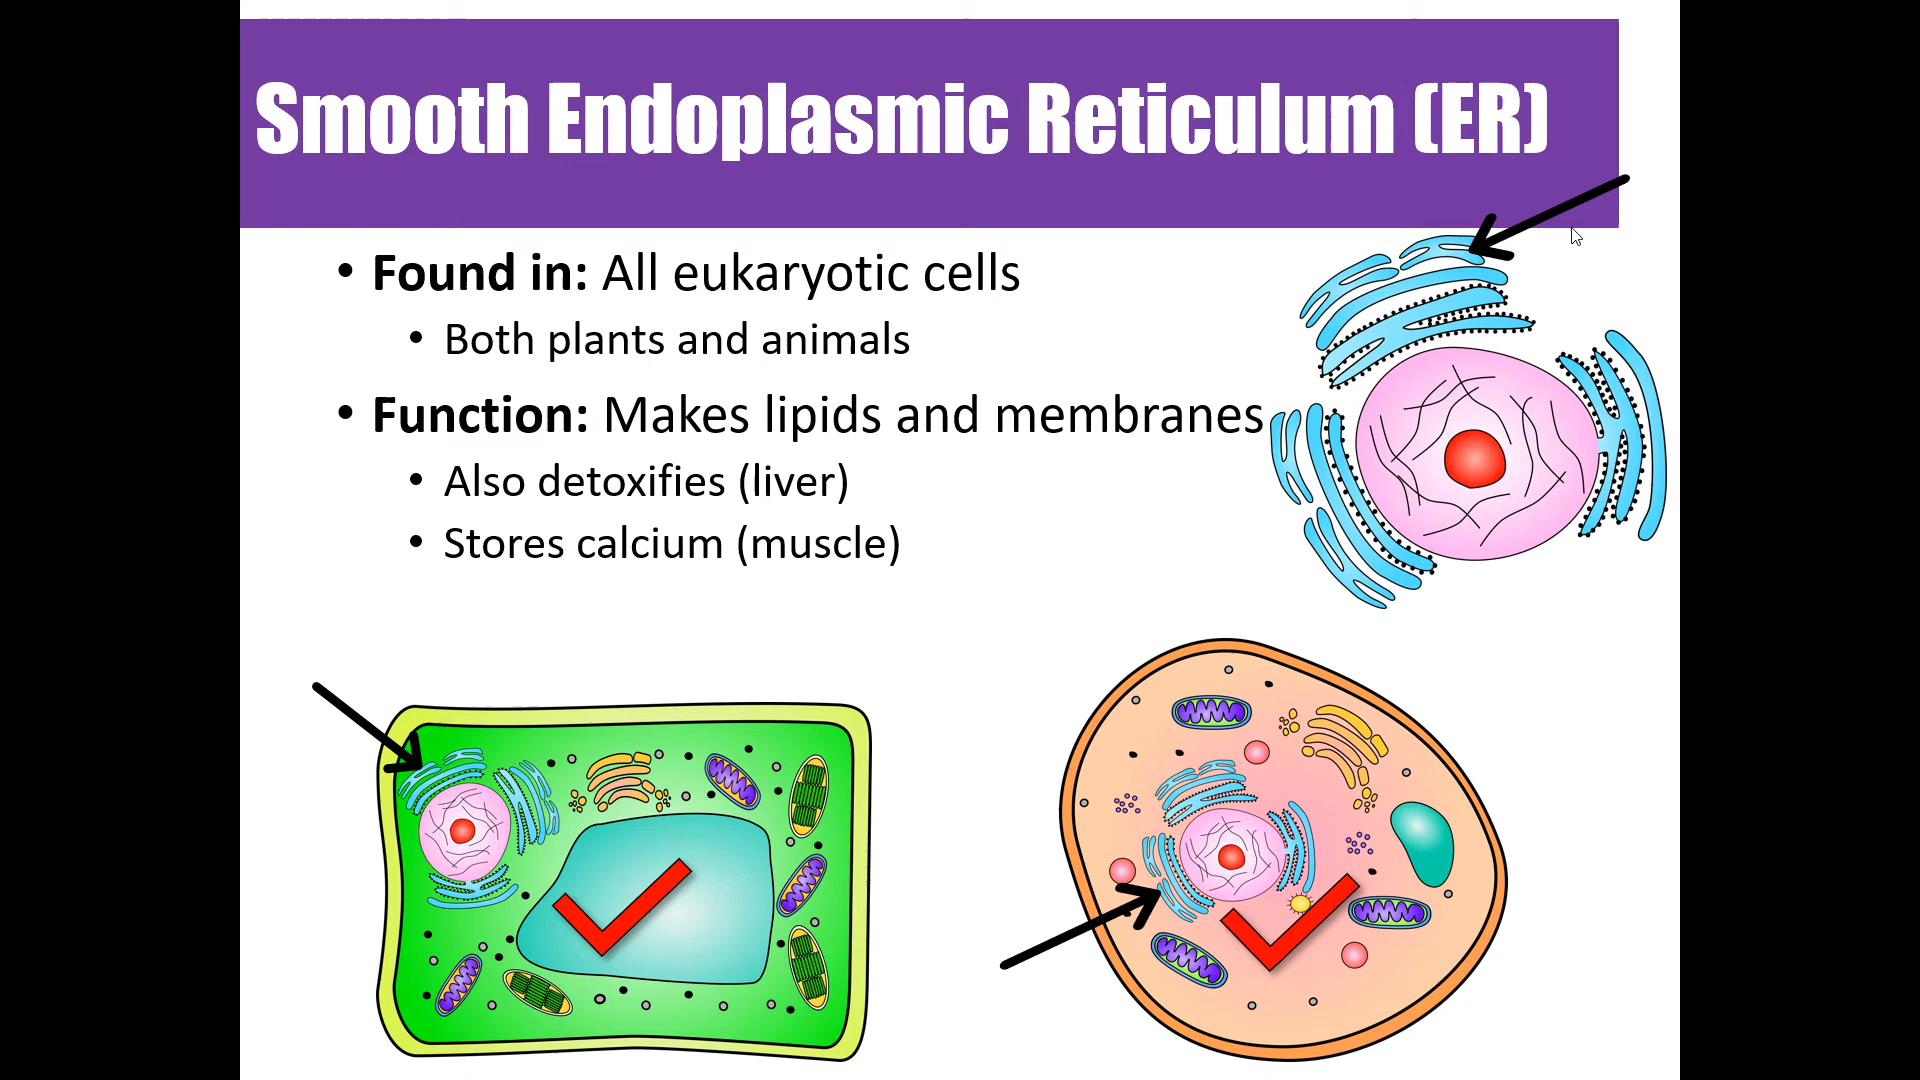 Smooth Endoplasmic Reticulum (ER)
• Found in: All eukaryotic cells
• Both plants and animals
• Function: Makes lipids and membranes
• Also detoxifies (liver)
• Stores calcium (muscle)